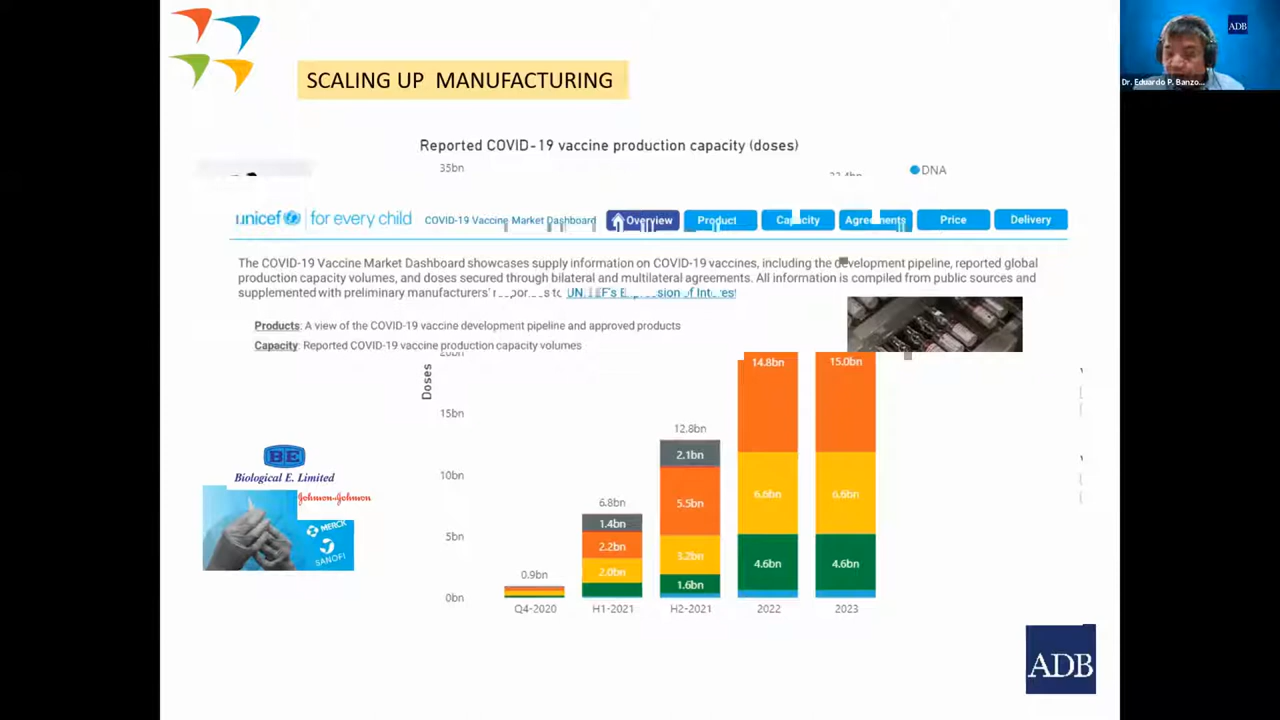 ADB
Dr. Eduardo P. Banzo...
SCALING UP MANUFACTURING
Reported COVID-19 vaccine production capacity (doses)
35bn
DNA
unicef for every child
COVID-19 Vaccine Market Dashboard
Overview
Product
Capacity
Agreements
Price
Delivery
The COVID-19 Vaccine Market Dashboard showcases supply information on COVID-19 vaccines, including the development pipeline, reported global
production capacity volumes, and doses secured through bilateral and multilateral agreements. All information is compiled from public sources and
supplemented with preliminary manufacturers' to Expression of Interest
Products: A view of the COVID-19 vaccine development pipeline and approved products
Capacity: Reported COVID-19 vaccine production capacity volumes
Doses
15bn
10bn
5bn
0bn
0.9bn
6.8bn
1.4bn
2.2bn
2.0bn
12.8bn
2.1bn
5.5bn
3.2bn
1.6bn
14.8bn
6.6bn
4.6bn
15.0bn
6.6bn
4.6bn
Q4-2020
H1-2021
H2-2021
2022
2023
BE
Biological E. Limited
Johnson & Johnson
MERCK
SANOFI
ADB